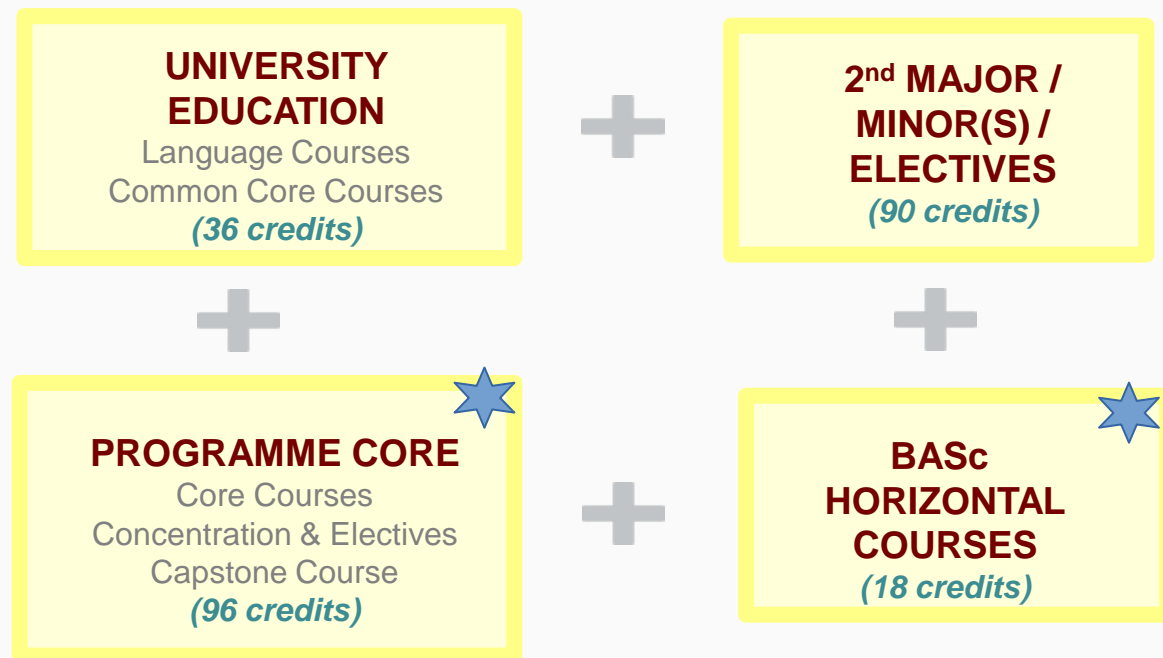 UNIVERSITY
EDUCATION
Language Courses
Common Core Courses
(36 credits)
2nd MAJOR /
MINOR(S) /
ELECTIVES
(90 credits)
PROGRAMME CORE
Core Courses
Concentration & Electives
Capstone Course
(96 credits)
BASc
HORIZONTAL
COURSES
(18 credits)